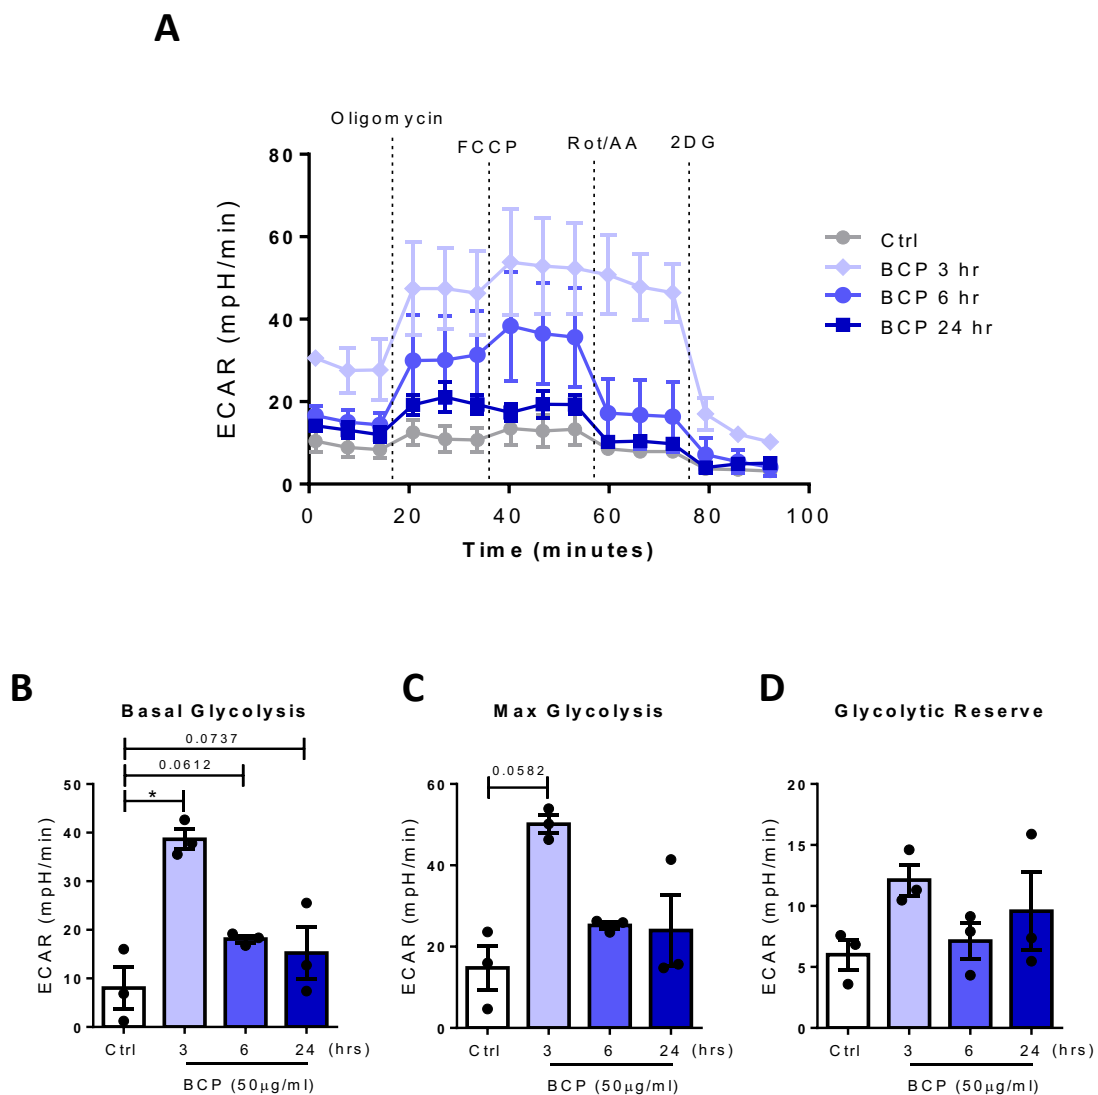 A
Oligomycin
FCCP
Rot/AA
2DG
80
60
40
20
0
ECAR (mpH/min)
0 20 40 60 80 100
Time (minutes)
Ctrl
BCP 3 hr
BCP 6 hr
BCP 24 hr
B
Basal Glycolysis
0.0737
0.0612
*
50
40
30
20
10
0
ECAR (mpH/min)
Ctrl 3 6 24 (hrs)
BCP (50µg/ml)
C
Max Glycolysis
0.0582
60
40
20
0
ECAR (mpH/min)
Ctrl 3 6 24
BCP (50µg/ml)
D
Glycolytic Reserve
20
15
10
5
0
ECAR (mpH/min)
Ctrl 3 6 24 (hrs)
BCP (50µg/ml)